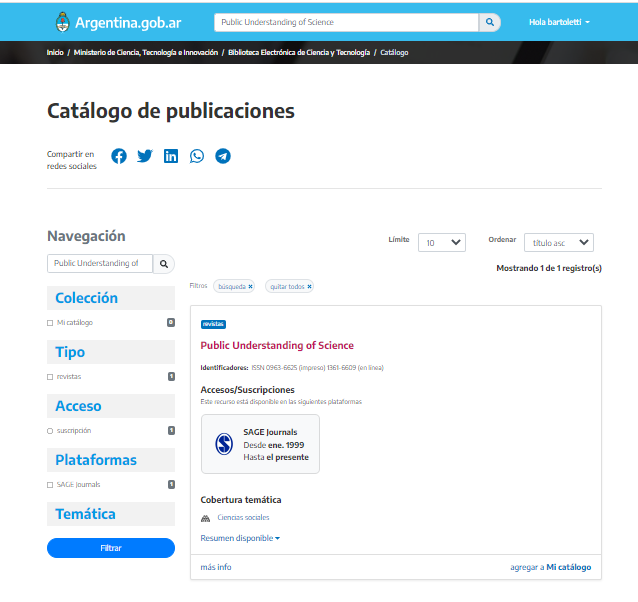 Argentina.gob.ar
Public Understanding of Science
Hola bartoletti
Inicio / Ministerio de Ciencia, Tecnología e Innovación / Biblioteca Electrónica de Ciencia y Tecnología / Catálogo
Catálogo de publicaciones
Compartir en
redes sociales
Navegación
Límite
10
Ordenar
título asc
Public Understanding of
Mostrando 1 de 1 registro(s)
Filtros
búsqueda ×
quitar todos ×
Colección
Mi catálogo
0
Tipo
revistas
1
Acceso
suscripción
1
Plataformas
SAGE Journals
1
Temática
Filtrar
revistas
Public Understanding of Science
Identificadores: ISSN 0963-6625 (impreso) 1361-6609 (en línea)
Accesos/Suscripciones
Este recurso está disponible en las siguientes plataformas
SAGE Journals
Desde ene. 1999
Hasta el presente
Cobertura temática
Ciencias sociales
Resumen disponible
más info
agregar a Mi catálogo